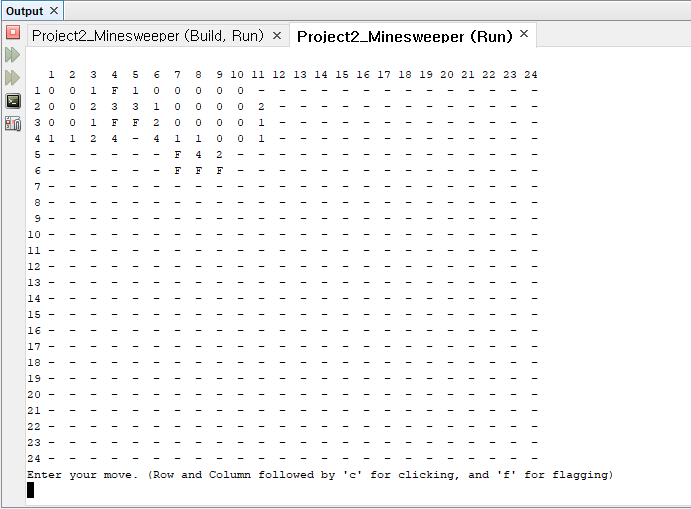 Output ×
Project2_Minesweeper (Build, Run) × Project2_Minesweeper (Run) ×
1 2 3 4 5 6 7 8 9 10 11 12 13 14 15 16 17 18 19 20 21 22 23 24
1 0 0 1 F 1 0 0 0 0 0 - - - - - - - - - - - - - -
2 0 0 2 3 3 1 0 0 0 0 2 - - - - - - - - - - - - -
3 0 0 1 F F 2 0 0 0 0 1 - - - - - - - - - - - - -
4 1 1 2 4 - 4 1 1 0 0 1 - - - - - - - - - - - - -
5 - - - - - - F 4 2 - - - - - - - - - - - - - - -
6 - - - - - - F F F - - - - - - - - - - - - - - -
7 - - - - - - - - - - - - - - - - - - - - - - - -
8 - - - - - - - - - - - - - - - - - - - - - - - -
9 - - - - - - - - - - - - - - - - - - - - - - - -
10 - - - - - - - - - - - - - - - - - - - - - - - -
11 - - - - - - - - - - - - - - - - - - - - - - - -
12 - - - - - - - - - - - - - - - - - - - - - - - -
13 - - - - - - - - - - - - - - - - - - - - - - - -
14 - - - - - - - - - - - - - - - - - - - - - - - -
15 - - - - - - - - - - - - - - - - - - - - - - - -
16 - - - - - - - - - - - - - - - - - - - - - - - -
17 - - - - - - - - - - - - - - - - - - - - - - - -
18 - - - - - - - - - - - - - - - - - - - - - - - -
19 - - - - - - - - - - - - - - - - - - - - - - - -
20 - - - - - - - - - - - - - - - - - - - - - - - -
21 - - - - - - - - - - - - - - - - - - - - - - - -
22 - - - - - - - - - - - - - - - - - - - - - - - -
23 - - - - - - - - - - - - - - - - - - - - - - - -
24 - - - - - - - - - - - - - - - - - - - - - - - -
Enter your move. (Row and Column followed by 'c' for clicking, and 'f' for flagging)